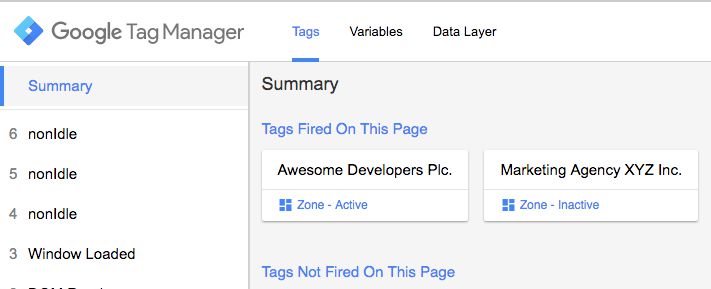 Google Tag Manager Tags Variables Data Layer
Summary
6 nonIdle
5 nonIdle
4 nonIdle
3 Window Loaded
Summary
Tags Fired On This Page
Awesome Developers Plc.
Zone - Active
Marketing Agency XYZ Inc.
Zone - Inactive
Tags Not Fired On This Page